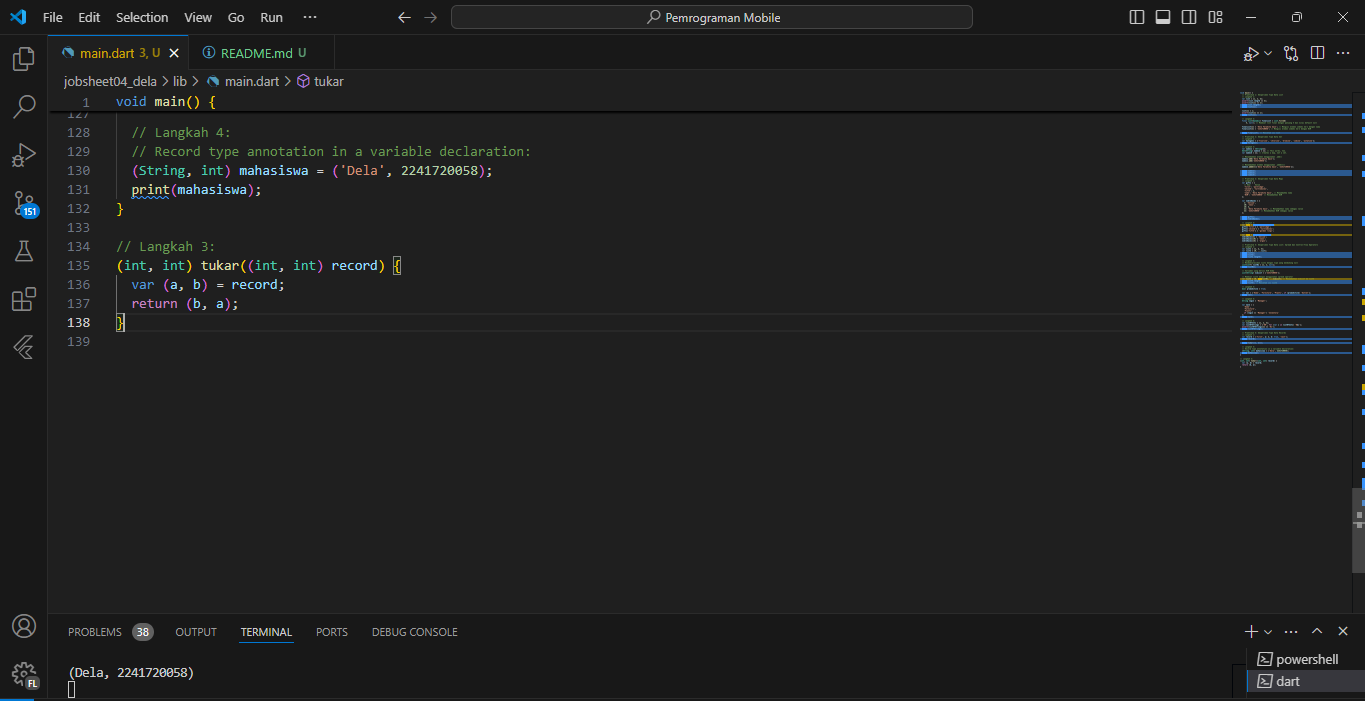 File Edit Selection View Go Run ··· Pemrograman Mobile
main.dart 3, U README.md U
jobsheet04_dela > lib > main.dart > tukar
1 void main() {
127
128 // Langkah 4:
129 // Record type annotation in a variable declaration:
130 (String, int) mahasiswa = ('Dela', 2241720058);
131 print(mahasiswa);
132 }
133
134 // Langkah 3:
135 (int, int) tukar((int, int) record) {
136 var (a, b) = record;
137 return (b, a);
138 }
139
151
FL
PROBLEMS 38 OUTPUT TERMINAL PORTS DEBUG CONSOLE
(Dela, 2241720058)
powershell
dart